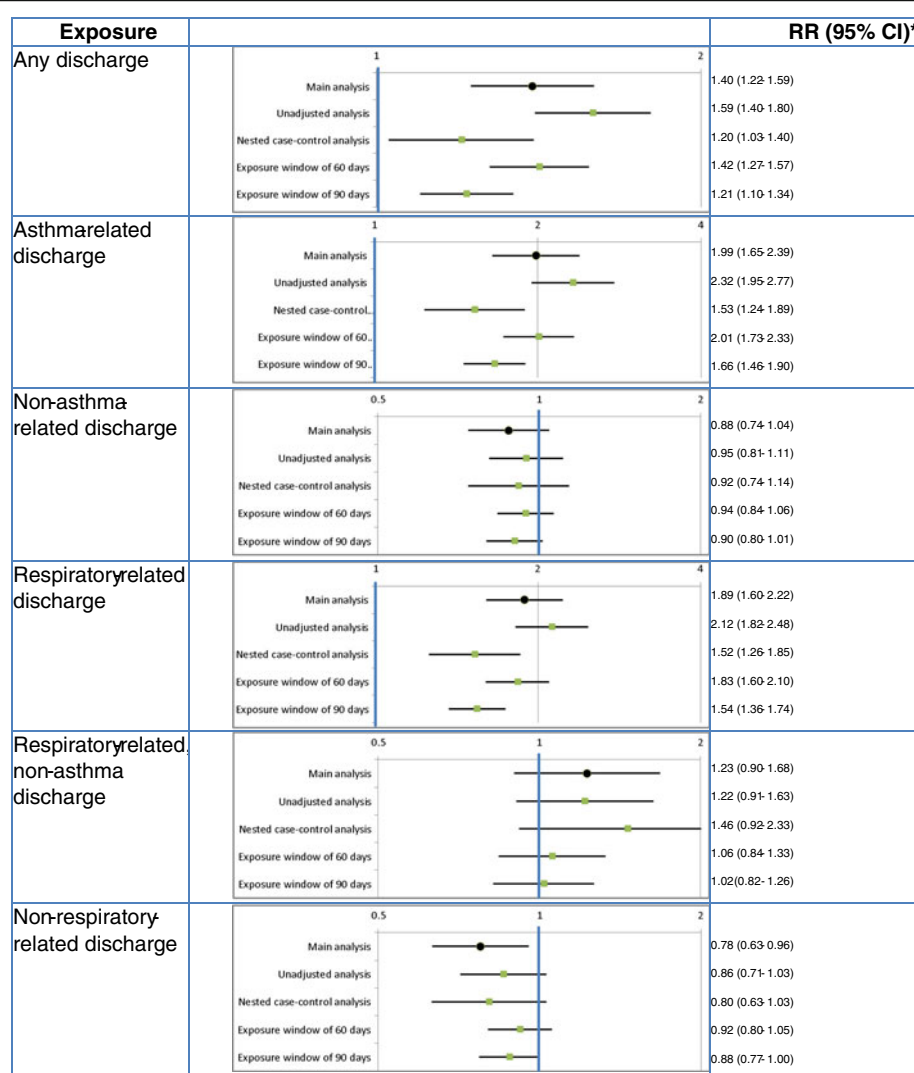 Exposure RR (95% CI)*
Any discharge
1 2
Main analysis 1.40 (1.22-1.59)
Unadjusted analysis 1.59 (1.40-1.80)
Nested case-control analysis 1.20 (1.03-1.40)
Exposure window of 60 days 1.42 (1.27-1.57)
Exposure window of 90 days 1.21 (1.10-1.34)
Asthma-related
discharge
1 2 4
Main analysis 1.99 (1.65-2.39)
Unadjusted analysis 2.32 (1.95-2.77)
Nested case-control... 1.53 (1.24-1.89)
Exposure window of 60... 2.01 (1.73-2.33)
Exposure window of 90... 1.66 (1.46-1.90)
Non-asthma-
related discharge
0.5 1 2
Main analysis 0.88 (0.74-1.04)
Unadjusted analysis 0.95 (0.81-1.11)
Nested case-control analysis 0.92 (0.74-1.14)
Exposure window of 60 days 0.94 (0.84-1.06)
Exposure window of 90 days 0.90 (0.80-1.01)
Respiratory-related
discharge
1 2 4
Main analysis 1.89 (1.60-2.22)
Unadjusted analysis 2.12 (1.82-2.48)
Nested case-control analysis 1.52 (1.26-1.85)
Exposure window of 60 days 1.83 (1.60-2.10)
Exposure window of 90 days 1.54 (1.36-1.74)
Respiratory-related,
non-asthma
discharge
0.5 1 2
Main analysis 1.23 (0.90-1.68)
Unadjusted analysis 1.22 (0.91-1.63)
Nested case-control analysis 1.46 (0.92-2.33)
Exposure window of 60 days 1.06 (0.84-1.33)
Exposure window of 90 days 1.02(0.82- 1.26)
Non-respiratory-
related discharge
0.5 1 2
Main analysis 0.78 (0.63-0.96)
Unadjusted analysis 0.86 (0.71-1.03)
Nested case-control analysis 0.80 (0.63-1.03)
Exposure window of 60 days 0.92 (0.80-1.05)
Exposure window of 90 days 0.88 (0.77-1.00)